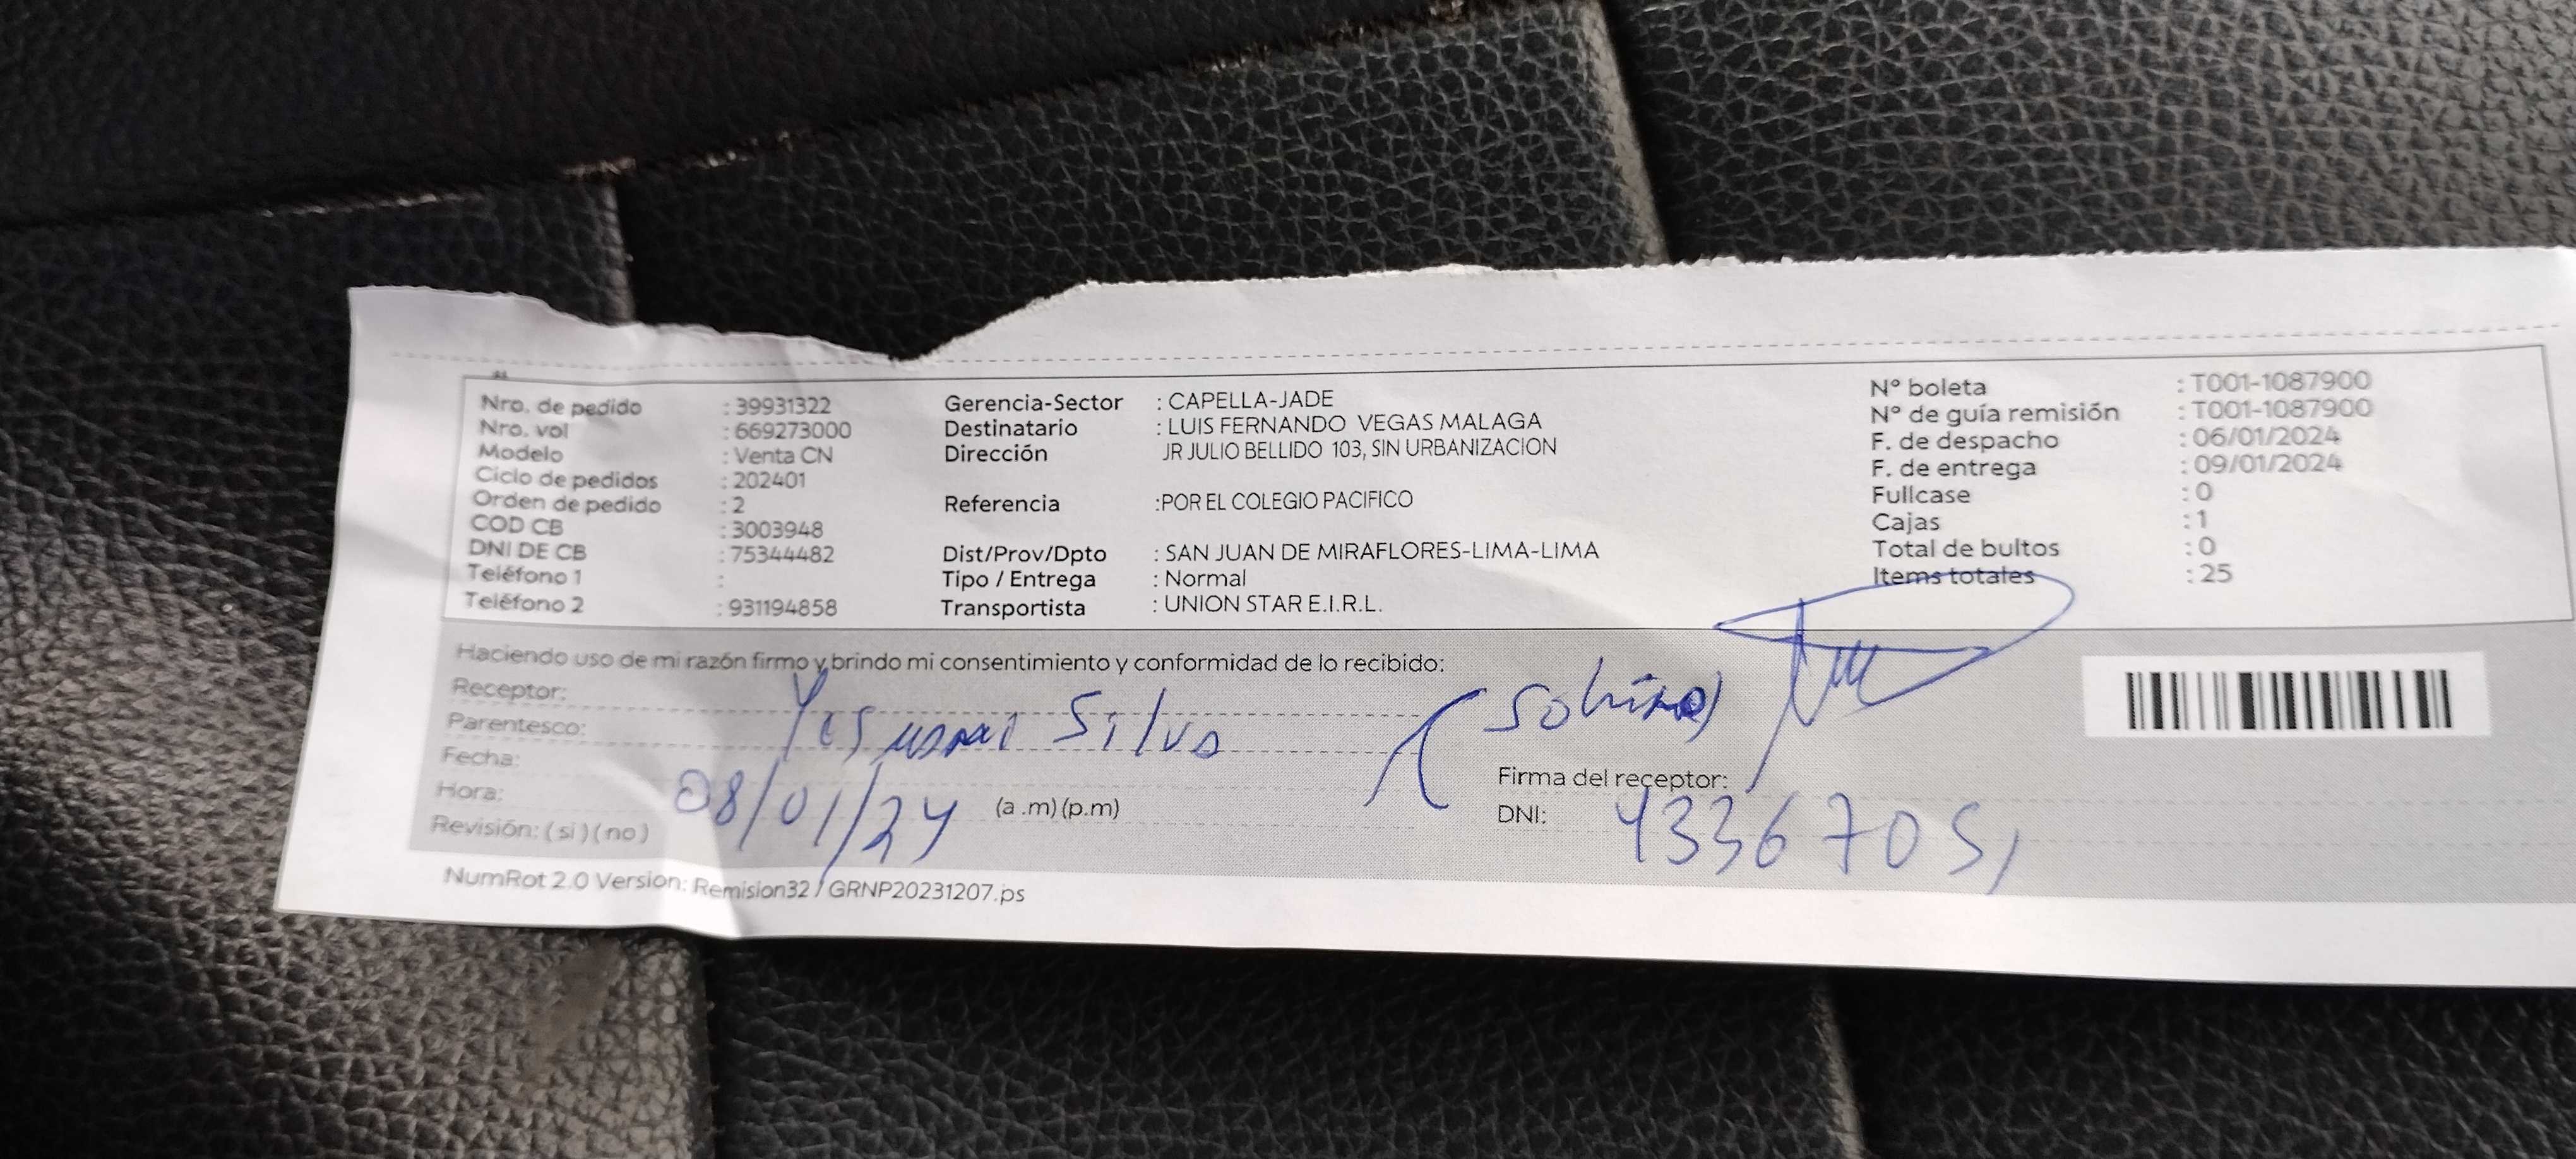 Nro. de pedido : 39931322
Nro. vol : 669273000
Modelo : Venta CN
Ciclo de pedidos : 202401
Orden de pedido : 2
COD CB : 3003948
DNI DE CB : 75344482
Teléfono 1 :
Teléfono 2 : 931194858
Gerencia-Sector : CAPELLA-JADE
Destinatario : LUIS FERNANDO VEGAS MALAGA
Dirección JR JULIO BELLIDO 103, SIN URBANIZACION
Referencia :POR EL COLEGIO PACIFICO
Dist/Prov/Dpto : SAN JUAN DE MIRAFLORES-LIMA-LIMA
Tipo / Entrega : Normal
Transportista : UNION STAR E.I.R.L.
N° boleta : T001-1087900
N° de guía remisión : T001-1087900
F. de despacho : 06/01/2024
F. de entrega : 09/01/2024
Fullcase : 0
Cajas : 1
Total de bultos : 0
Items totales : 25
Haciendo uso de mi razón firmo y brindo mi consentimiento y conformidad de lo recibido:
Receptor:
Parentesco: Silva
Fecha:
Hora: 08/01/24 (a .m) (p.m)
Revisión: ( si ) ( no )
Firma del receptor:
DNI: 43367051
NumRot 2.0 Version: Remision32 / GRNP20231207.ps